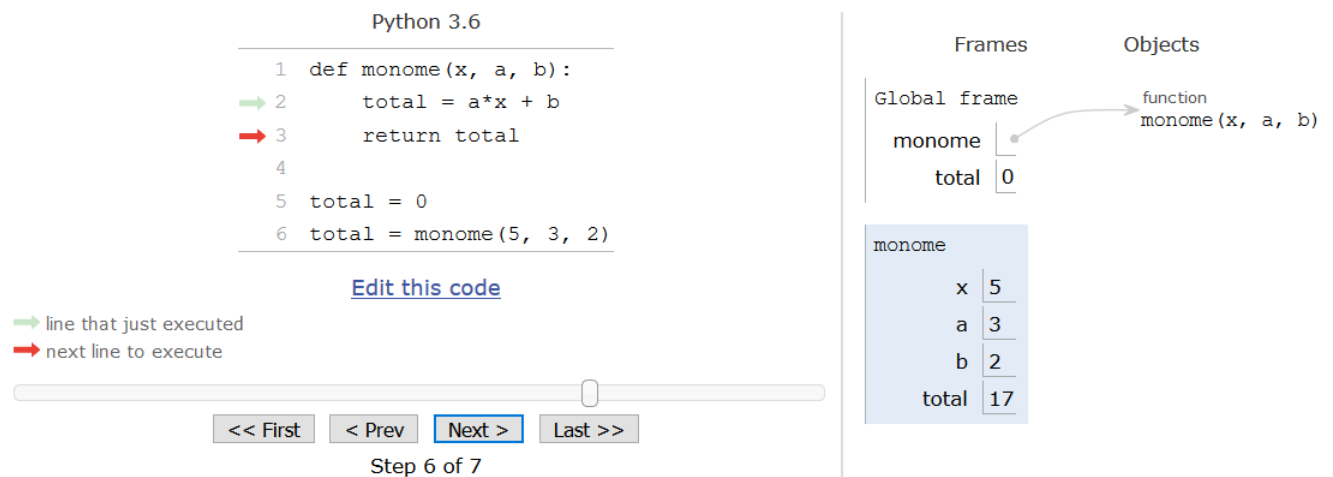 Python 3.6
1 def monome(x, a, b):
2     total = a*x + b
3     return total
4
5 total = 0
6 total = monome(5, 3, 2)
Edit this code
line that just executed
next line to execute
<< First < Prev Next > Last >>
Step 6 of 7
Frames Objects
Global frame
monome
total 0
function
monome(x, a, b)
monome
x 5
a 3
b 2
total 17